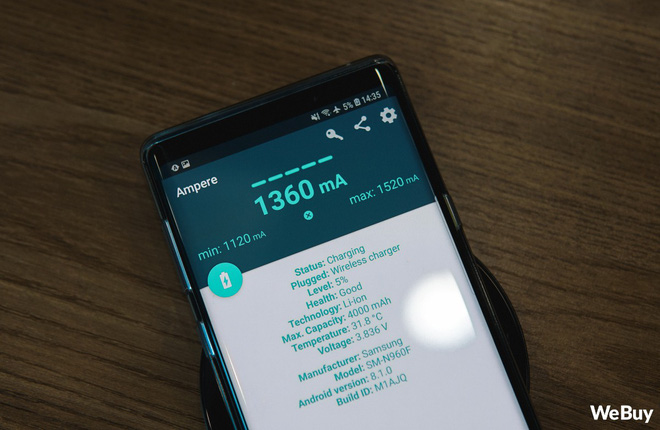 5% 14:35
Ampere
1360 mA
min: 1120 mA
max: 1520 mA
Status: Charging
Plugged: Wireless charger
Level: 5%
Health: Good
Technology: Li-ion
Max. Capacity: 4000 mAh
Temperature: 31.8 °C
Voltage: 3.836 V
Manufacturer: Samsung
Model: SM-N960F
Android version: 8.1.0
Build ID: M1AJQ
WeBuy